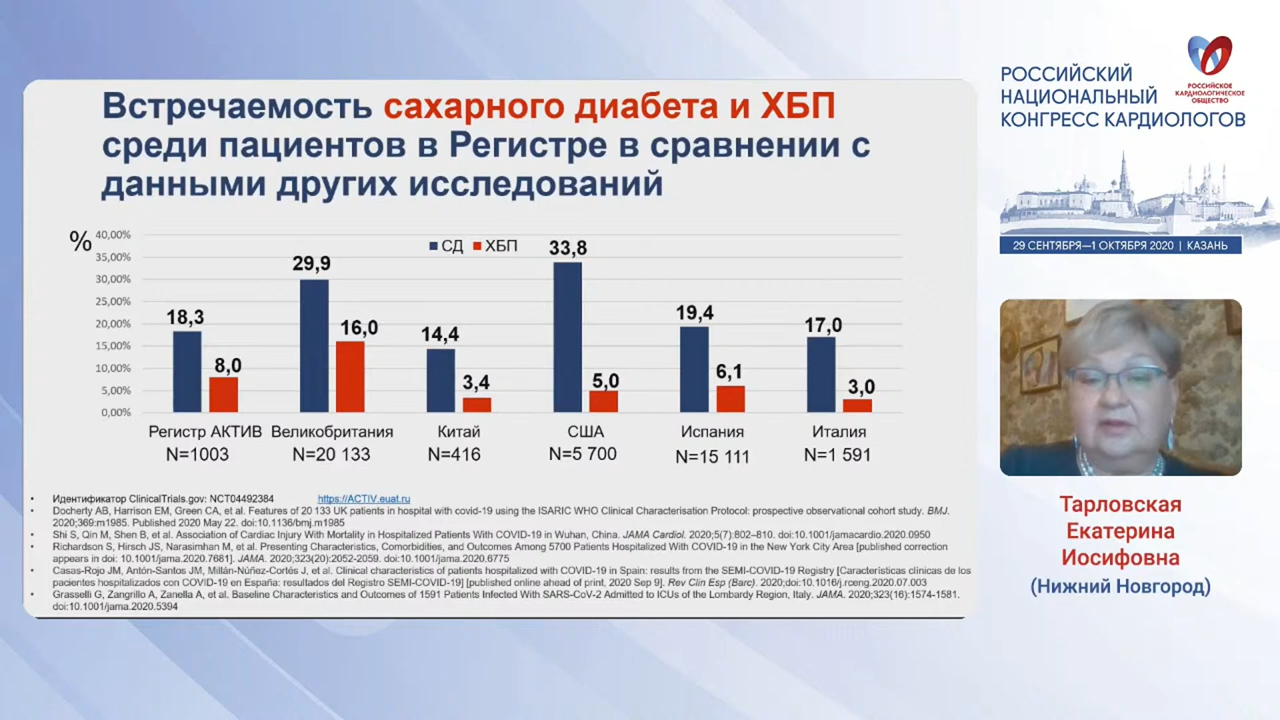 Встречаемость сахарного диабета и ХБП
среди пациентов в Регистре в сравнении с
данными других исследований
%
40,00%
35,00%
30,00%
25,00%
20,00%
15,00%
10,00%
5,00%
0,00%
СД ХБП
18,3
8,0
29,9
16,0
14,4
3,4
33,8
5,0
19,4
6,1
17,0
3,0
Регистр АКТИВ Великобритания Китай США Испания Италия
N=1003 N=20 133 N=416 N=5 700 N=15 111 N=1 591
• Идентификатор ClinicalTrials.gov: NCT04492384 https://ACTIV.euat.ru
• Docherty AB, Harrison EM, Green CA, et al. Features of 20 133 UK patients in hospital with covid-19 using the ISARIC WHO Clinical Characterisation Protocol: prospective observational cohort study. BMJ.
2020;369:m1985. Published 2020 May 22. doi:10.1136/bmj.m1985
• Shi S, Qin M, Shen B, et al. Association of Cardiac Injury With Mortality in Hospitalized Patients With COVID-19 in Wuhan, China. JAMA Cardiol. 2020;5(7):802–810. doi:10.1001/jamacardio.2020.0950
• Richardson S, Hirsch JS, Narasimhan M, et al. Presenting Characteristics, Comorbidities, and Outcomes Among 5700 Patients Hospitalized With COVID-19 in the New York City Area [published correction
appears in doi: 10.1001/jama.2020.7681]. JAMA. 2020;323(20):2052-2059. doi:10.1001/jama.2020.6775
• Casas-Rojo JM, Antón-Santos JM, Millán-Núñez-Cortés J, et al. Clinical characteristics of patients hospitalized with COVID-19 in Spain: results from the SEMI-COVID-19 Registry [Características clínicas de los
pacientes hospitalizados con COVID-19 en España: resultados del Registro SEMI-COVID-19] [published online ahead of print, 2020 Sep 9]. Rev Clin Esp (Barc). 2020;doi:10.1016/j.rceng.2020.07.003
• Grasselli G, Zangrillo A, Zanella A, et al. Baseline Characteristics and Outcomes of 1591 Patients Infected With SARS-CoV-2 Admitted to ICUs of the Lombardy Region, Italy. JAMA. 2020;323(16):1574-1581.
doi:10.1001/jama.2020.5394
РОССИЙСКИЙ
НАЦИОНАЛЬНЫЙ
КОНГРЕСС КАРДИОЛОГОВ
РОССИЙСКОЕ
КАРДИОЛОГИЧЕСКОЕ
ОБЩЕСТВО
29 СЕНТЯБРЯ—1 ОКТЯБРЯ 2020 | КАЗАНЬ
Тарловская
Екатерина
Иосифовна
(Нижний Новгород)